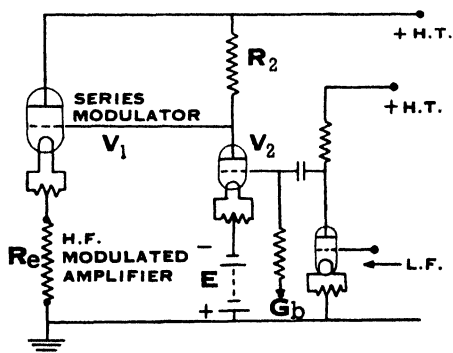 + H.T.
R2
+ H.T.
SERIES
MODULATOR
V1
V2
Re
H.F.
MODULATED
AMPLIFIER
−
E
+
Gb
L.F.